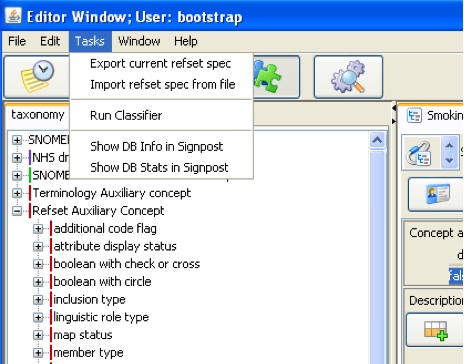 Editor Window; User: bootstrap
File Edit Tasks Window Help
Export current refset spec
Import refset spec from file
Run Classifier
Show DB Info in Signpost
Show DB Stats in Signpost
taxonomy
Smokin
SNOME
NHS dr
SNOME
Terminology Auxiliary concept
Refset Auxiliary Concept
additional code flag
attribute display status
boolean with check or cross
boolean with circle
inclusion type
linguistic role type
map status
member type
Concept a
d
fals
Description